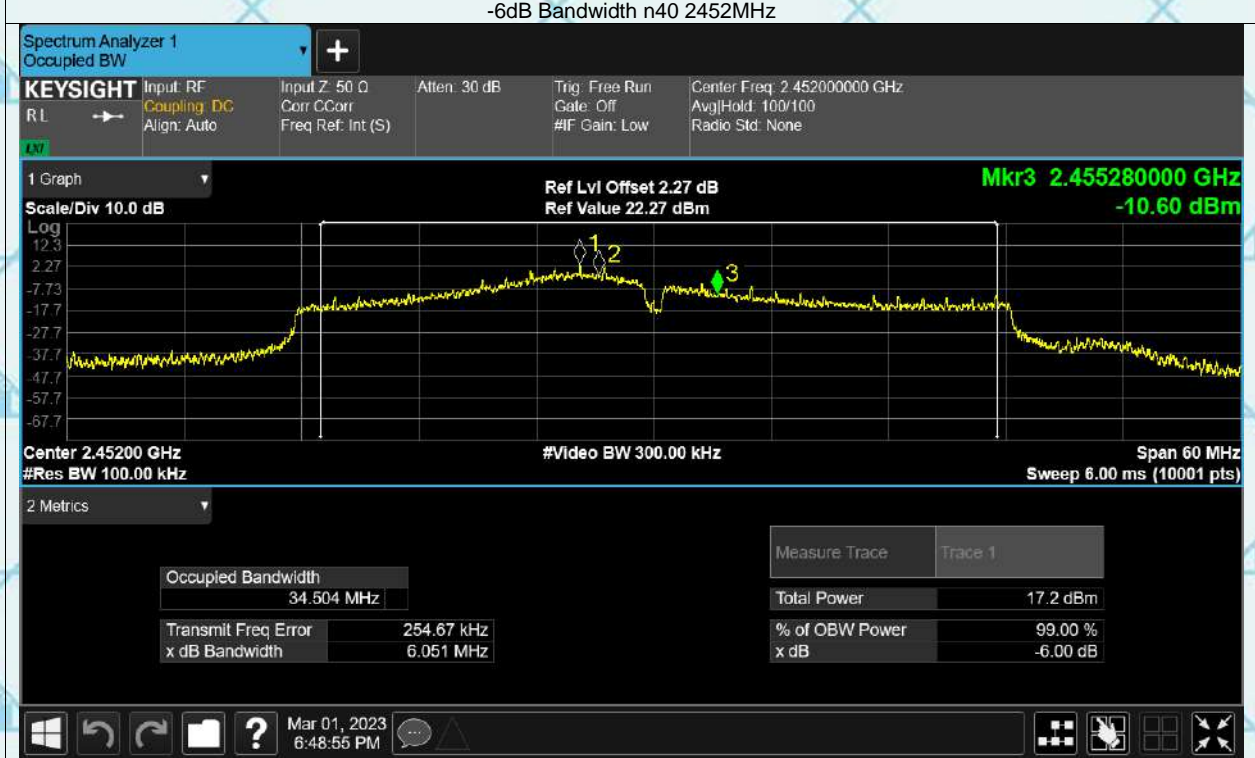 -6dB Bandwidth n40 2452MHz
Spectrum Analyzer 1
Occupied BW
+
KEYSIGHT
RL
LXI
Input: RF
Coupling: DC
Align: Auto
Input Z: 50 Ω
Corr CCorr
Freq Ref: Int (S)
Atten: 30 dB
Trig: Free Run
Gate: Off
#IF Gain: Low
Center Freq: 2.452000000 GHz
Avg|Hold: 100/100
Radio Std: None
1 Graph
Scale/Div 10.0 dB
Ref Lvl Offset 2.27 dB
Ref Value 22.27 dBm
Mkr3 2.455280000 GHz
-10.60 dBm
Log
12.3
2.27
-7.73
-17.7
-27.7
-37.7
-47.7
-57.7
-67.7
1
2
3
Center 2.45200 GHz
#Video BW 300.00 kHz
Span 60 MHz
#Res BW 100.00 kHz
Sweep 6.00 ms (10001 pts)
2 Metrics
Measure Trace Trace 1
Occupied Bandwidth
34.504 MHz
Total Power 17.2 dBm
Transmit Freq Error 254.67 kHz
% of OBW Power 99.00 %
x dB Bandwidth 6.051 MHz
x dB -6.00 dB
?
Mar 01, 2023
6:48:55 PM